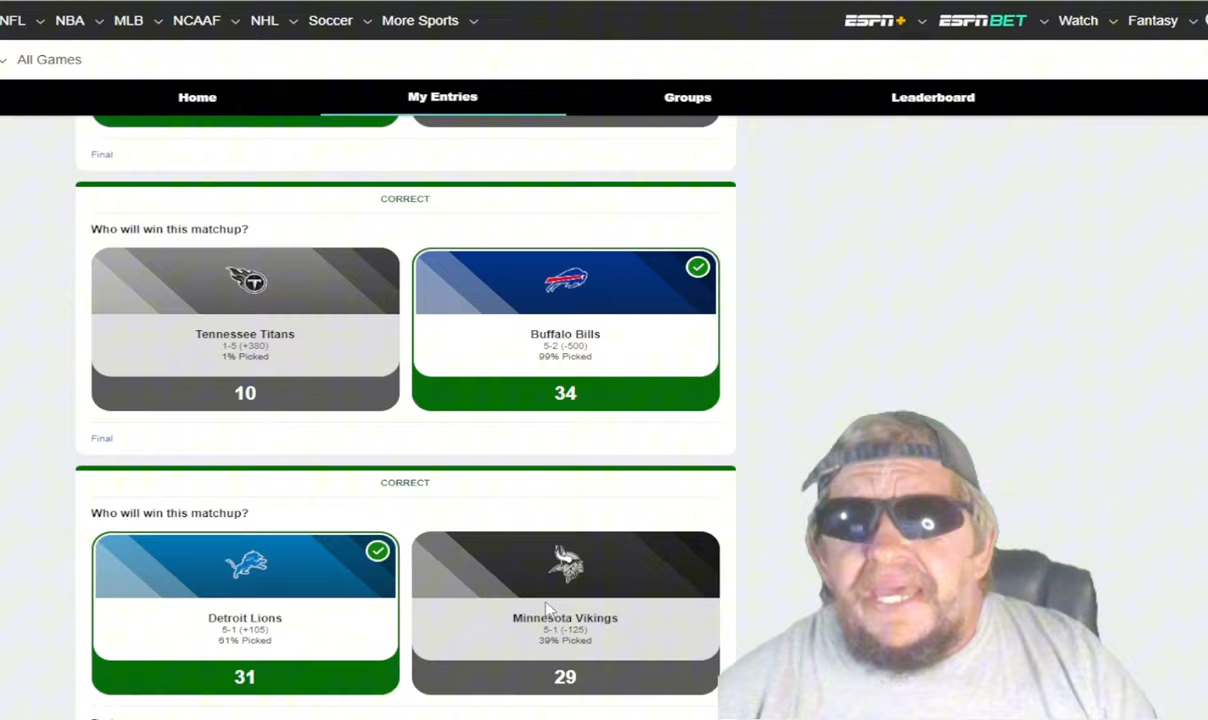 NFL NBA MLB NCAAF NHL Soccer More Sports ESPN+ ESPN BET Watch Fantasy
All Games
Home My Entries Groups Leaderboard
Final
CORRECT
Who will win this matchup?
Tennessee Titans
1-5 (+380)
1% Picked
10
Buffalo Bills
5-2 (-500)
99% Picked
34
Final
CORRECT
Who will win this matchup?
Detroit Lions
5-1 (+105)
61% Picked
31
Minnesota Vikings
5-1 (-125)
39% Picked
29